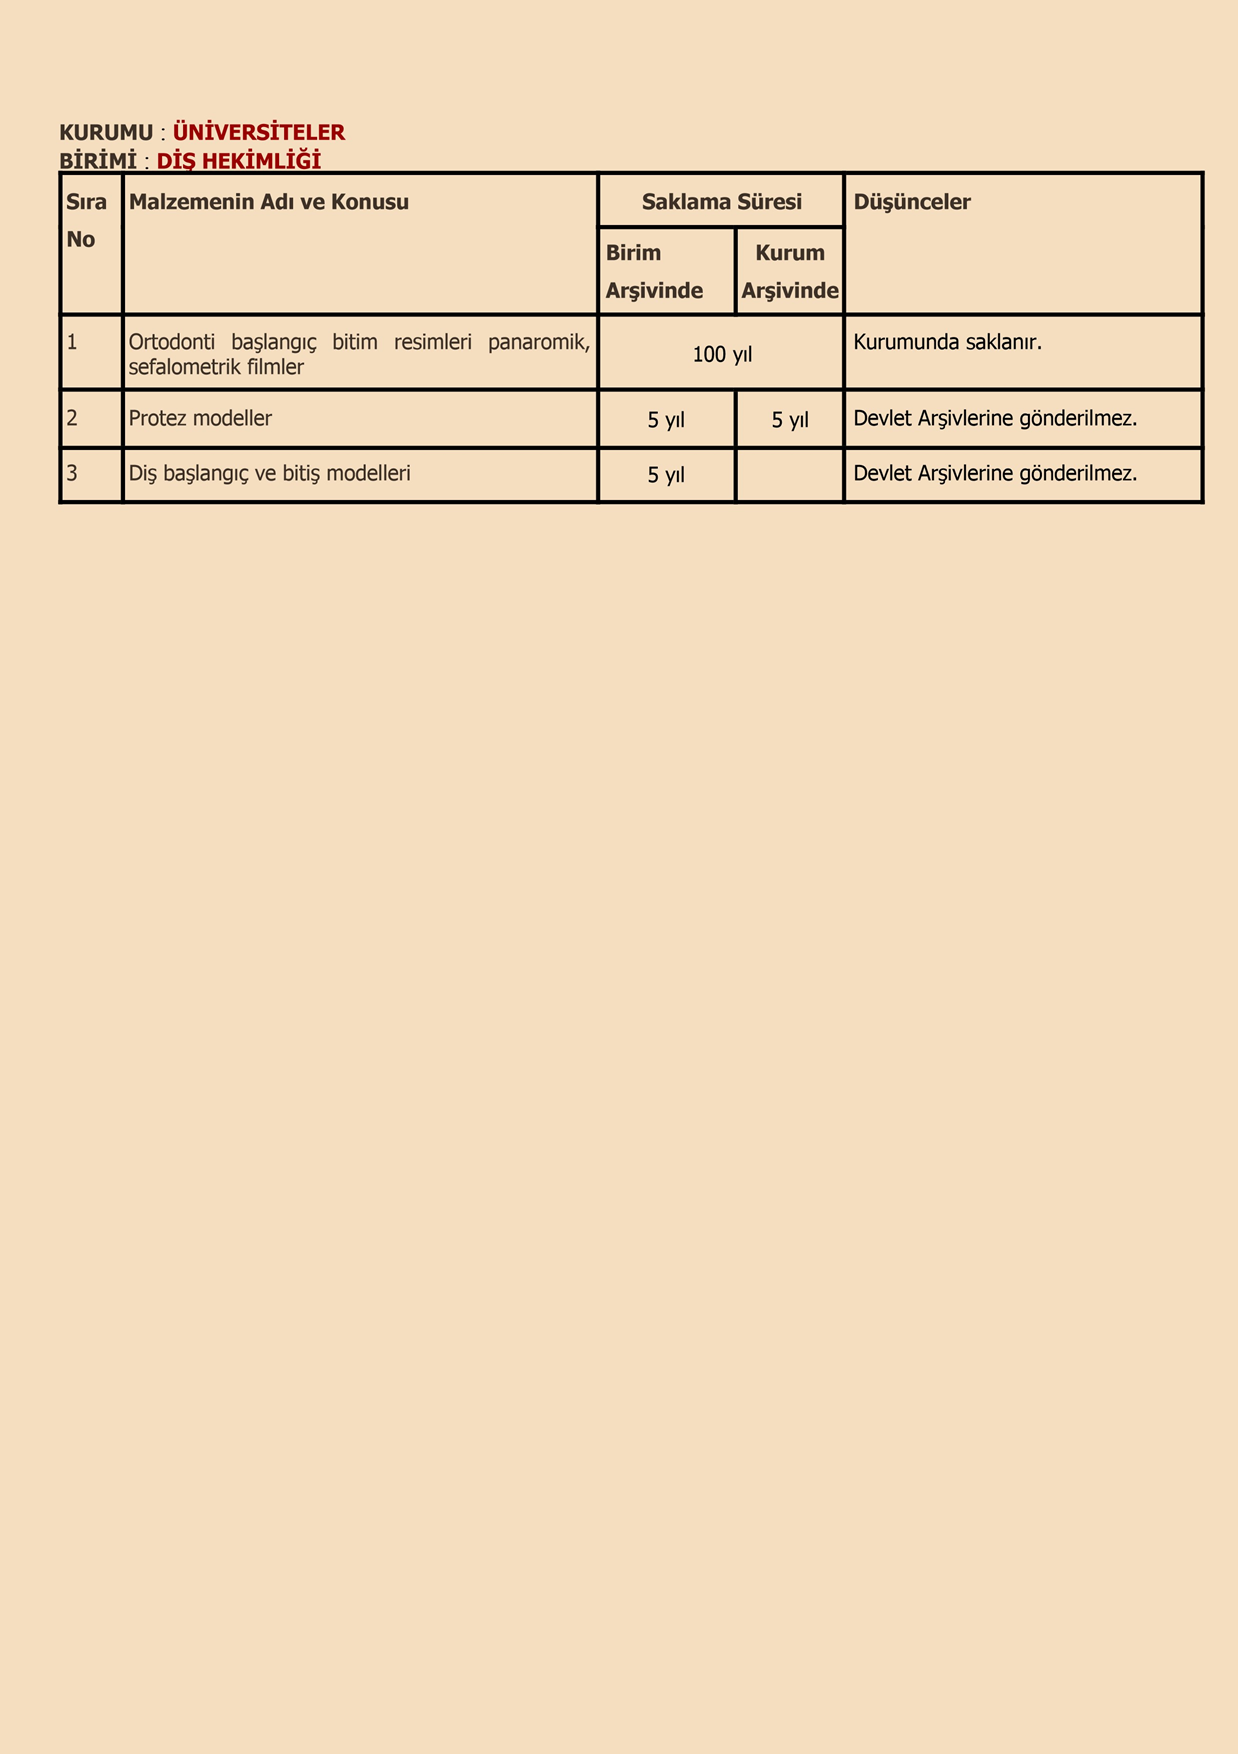 KURUMU : ÜNİVERSİTELER
BİRİMİ : DİŞ HEKİMLİĞİ
Sıra No Malzemenin Adı ve Konusu Saklama Süresi Düşünceler
Birim Arşivinde Kurum Arşivinde
1 Ortodonti başlangıç bitim resimleri panaromik, sefalometrik filmler 100 yıl Kurumunda saklanır.
2 Protez modeller 5 yıl 5 yıl Devlet Arşivlerine gönderilmez.
3 Diş başlangıç ve bitiş modelleri 5 yıl Devlet Arşivlerine gönderilmez.